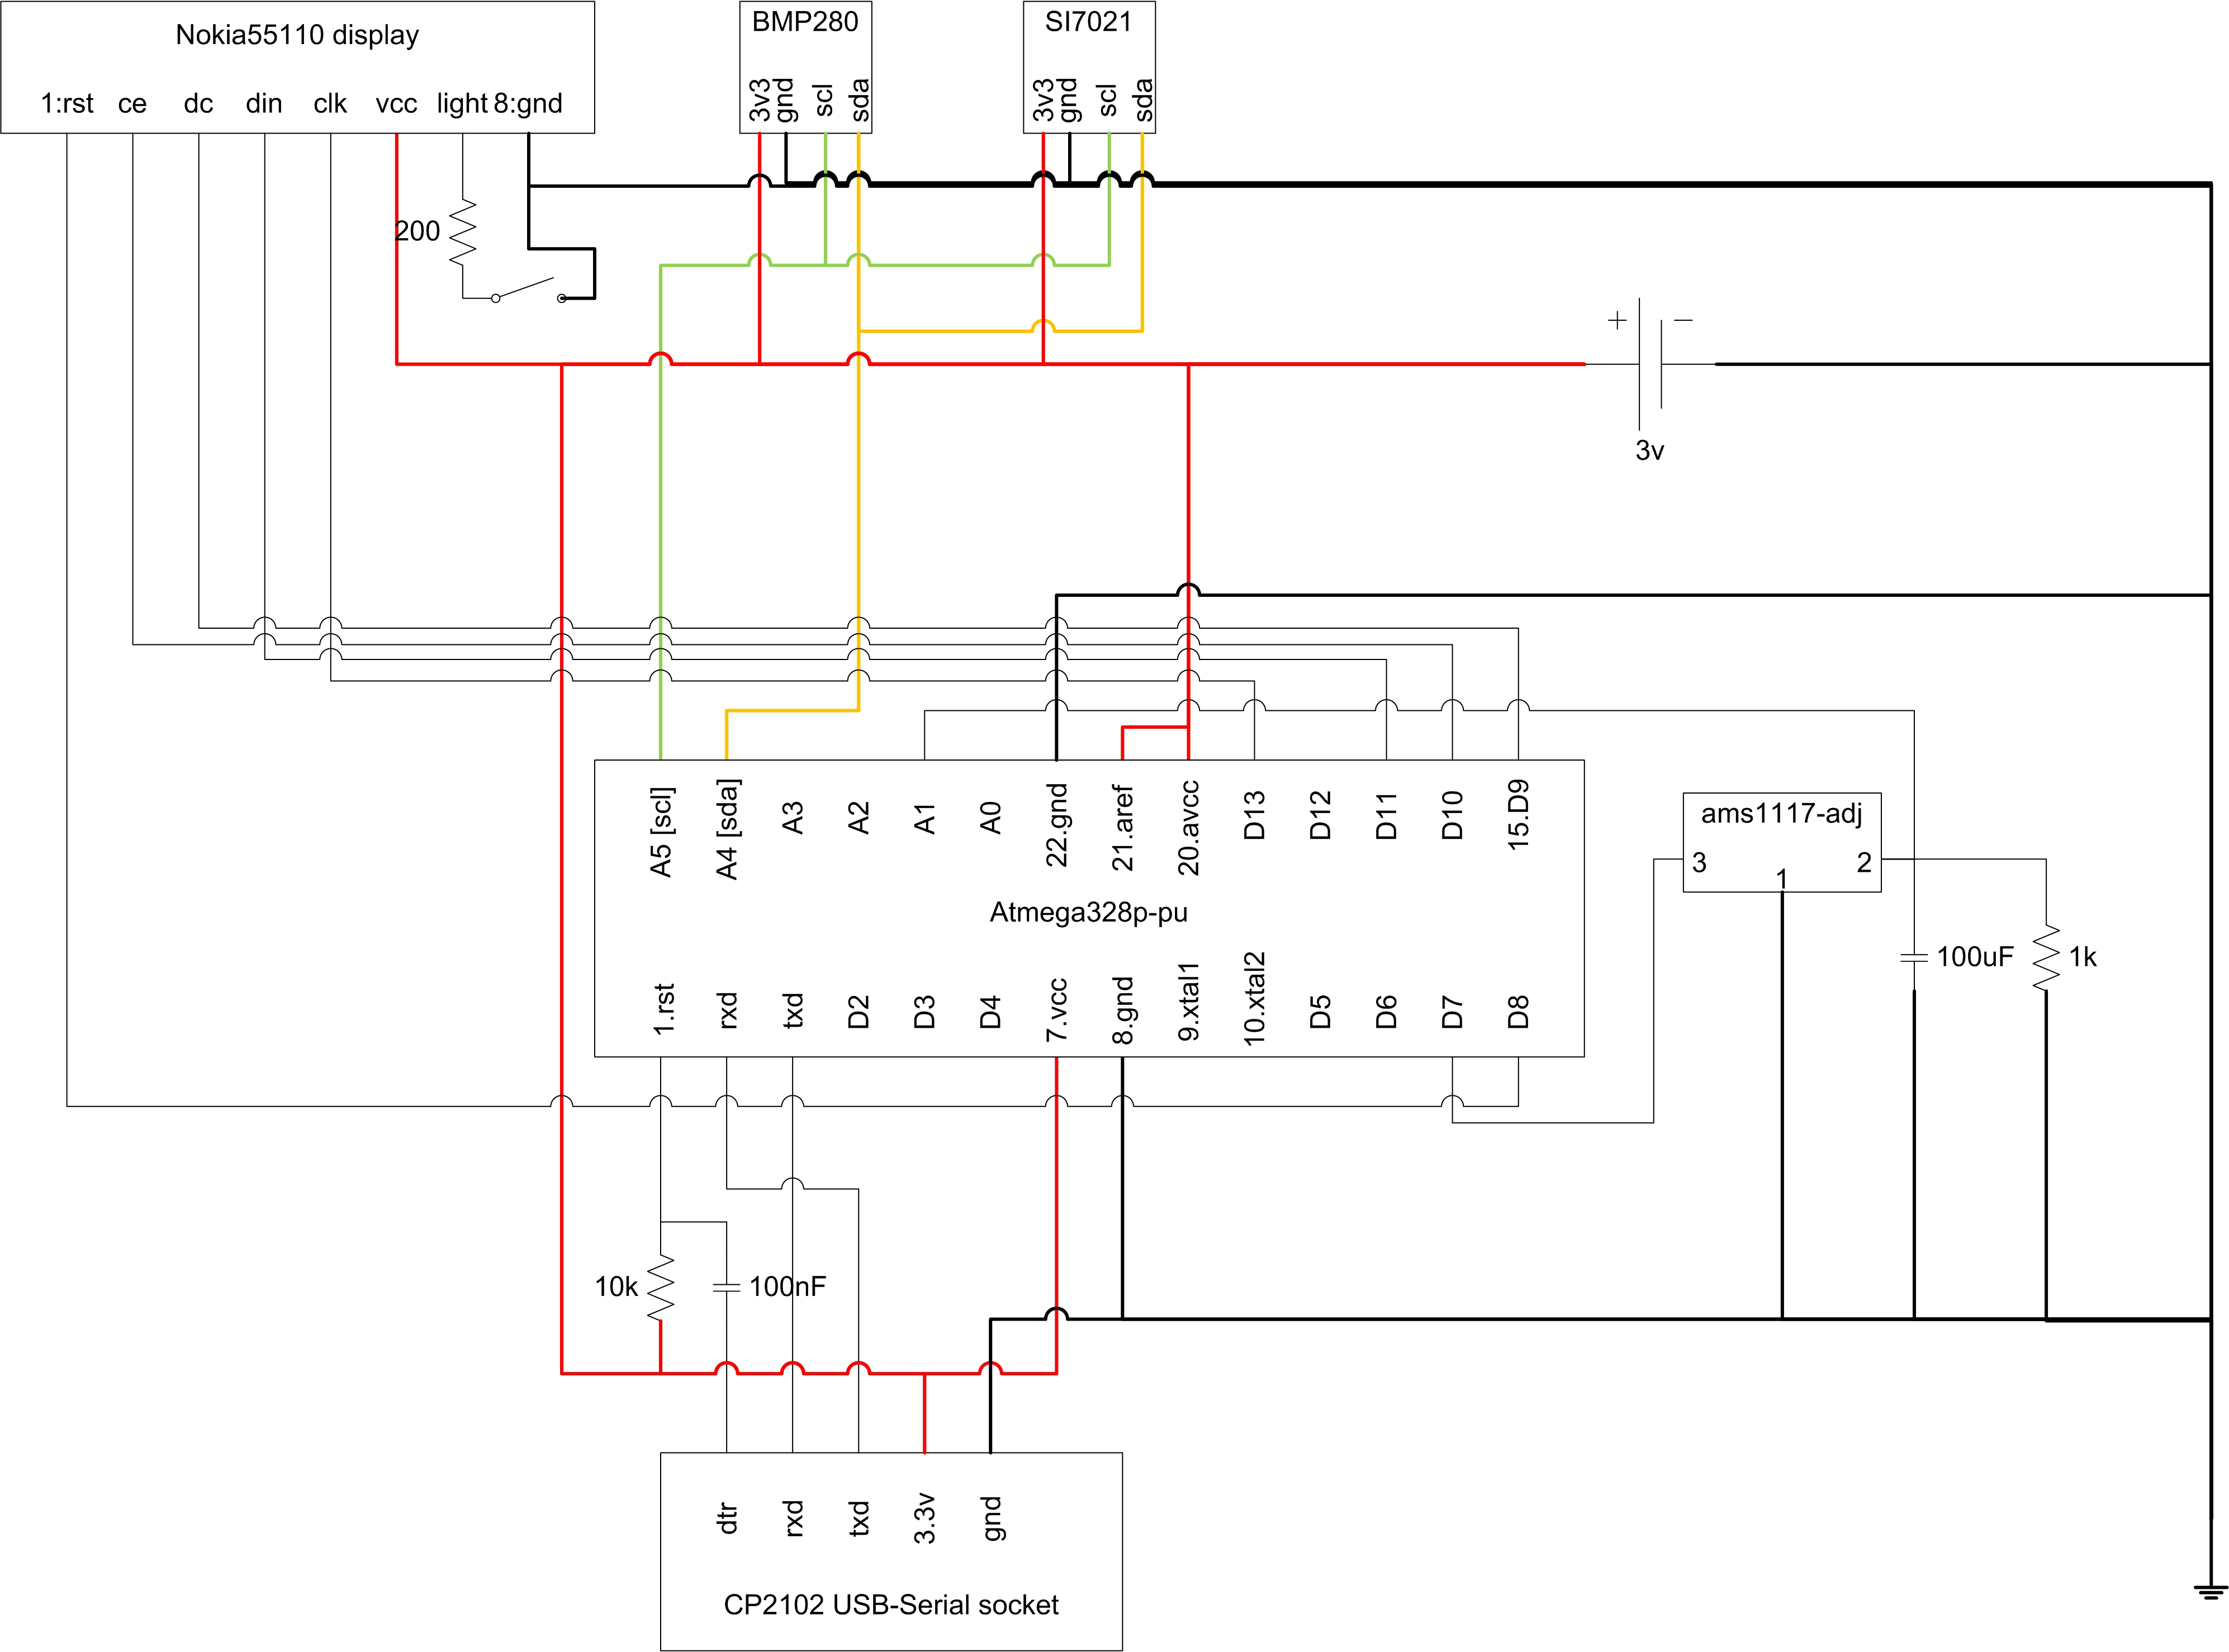 Nokia55110 display
1:rst ce dc din clk vcc light 8:gnd
BMP280
3v3 gnd scl sda
SI7021
3v3 gnd scl sda
200
+ −
3v
A5 [scl] A4 [sda] A3 A2 A1 A0 22.gnd 21.aref 20.avcc D13 D12 D11 D10 15.D9
Atmega328p-pu
1.rst rxd txd D2 D3 D4 7.vcc 8.gnd 9.xtal1 10.xtal2 D5 D6 D7 D8
ams1117-adj
3 1 2
100uF 1k
10k 100nF
dtr rxd txd 3.3v gnd
CP2102 USB-Serial socket